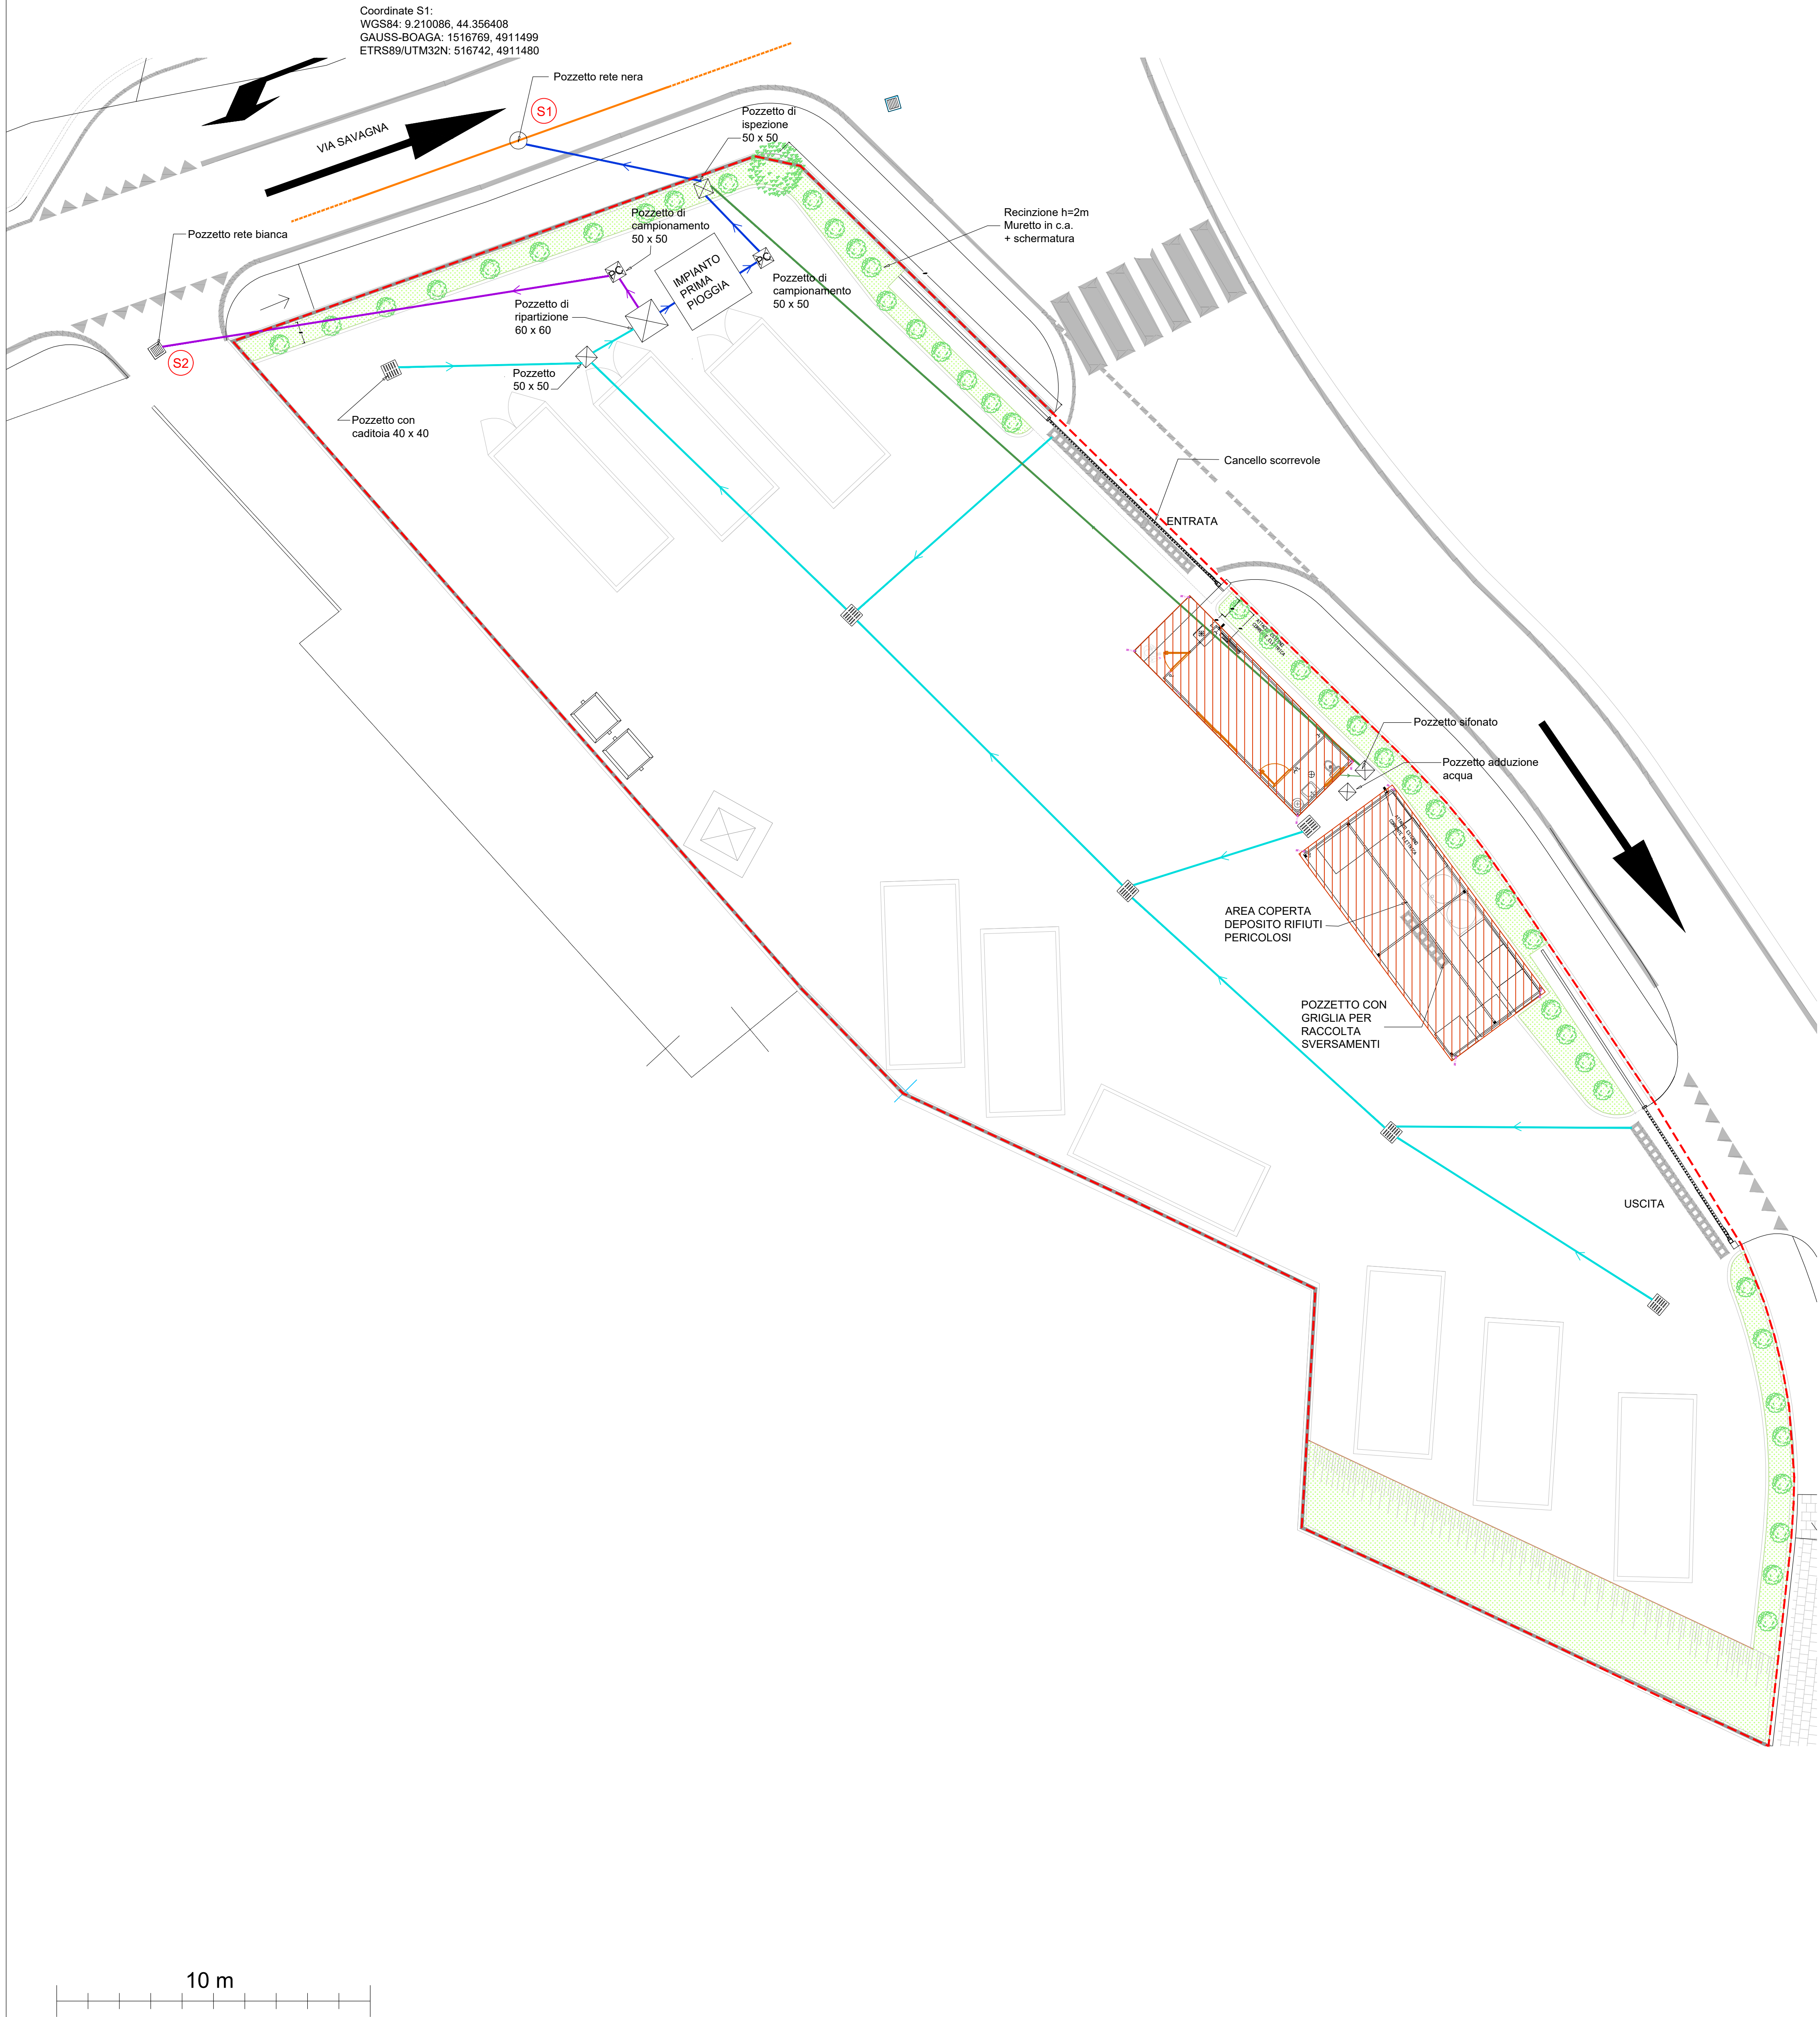 Coordinate S1:
WGS84: 9.210086, 44.356408
GAUSS-BOAGA: 1516769, 4911499
ETRS89/UTM32N: 516742, 4911480
Pozzetto rete nera
S1
VIA SAVAGNA
Pozzetto di
ispezione
50 x 50
Pozzetto rete bianca
S2
Pozzetto di
campionamento
50 x 50
PC
IMPIANTO
PRIMA
PIOGGIA
PC
Pozzetto di
campionamento
50 x 50
Pozzetto di
ripartizione
60 x 60
Pozzetto
50 x 50
Pozzetto con
caditoia 40 x 40
Recinzione h=2m
Muretto in c.a.
+ schermatura
Cancello scorrevole
ENTRATA
Pozzetto sifonato
Pozzetto adduzione
acqua
AREA COPERTA
DEPOSITO RIFIUTI
PERICOLOSI
POZZETTO CON
GRIGLIA PER
RACCOLTA
SVERSAMENTI
USCITA
10 m